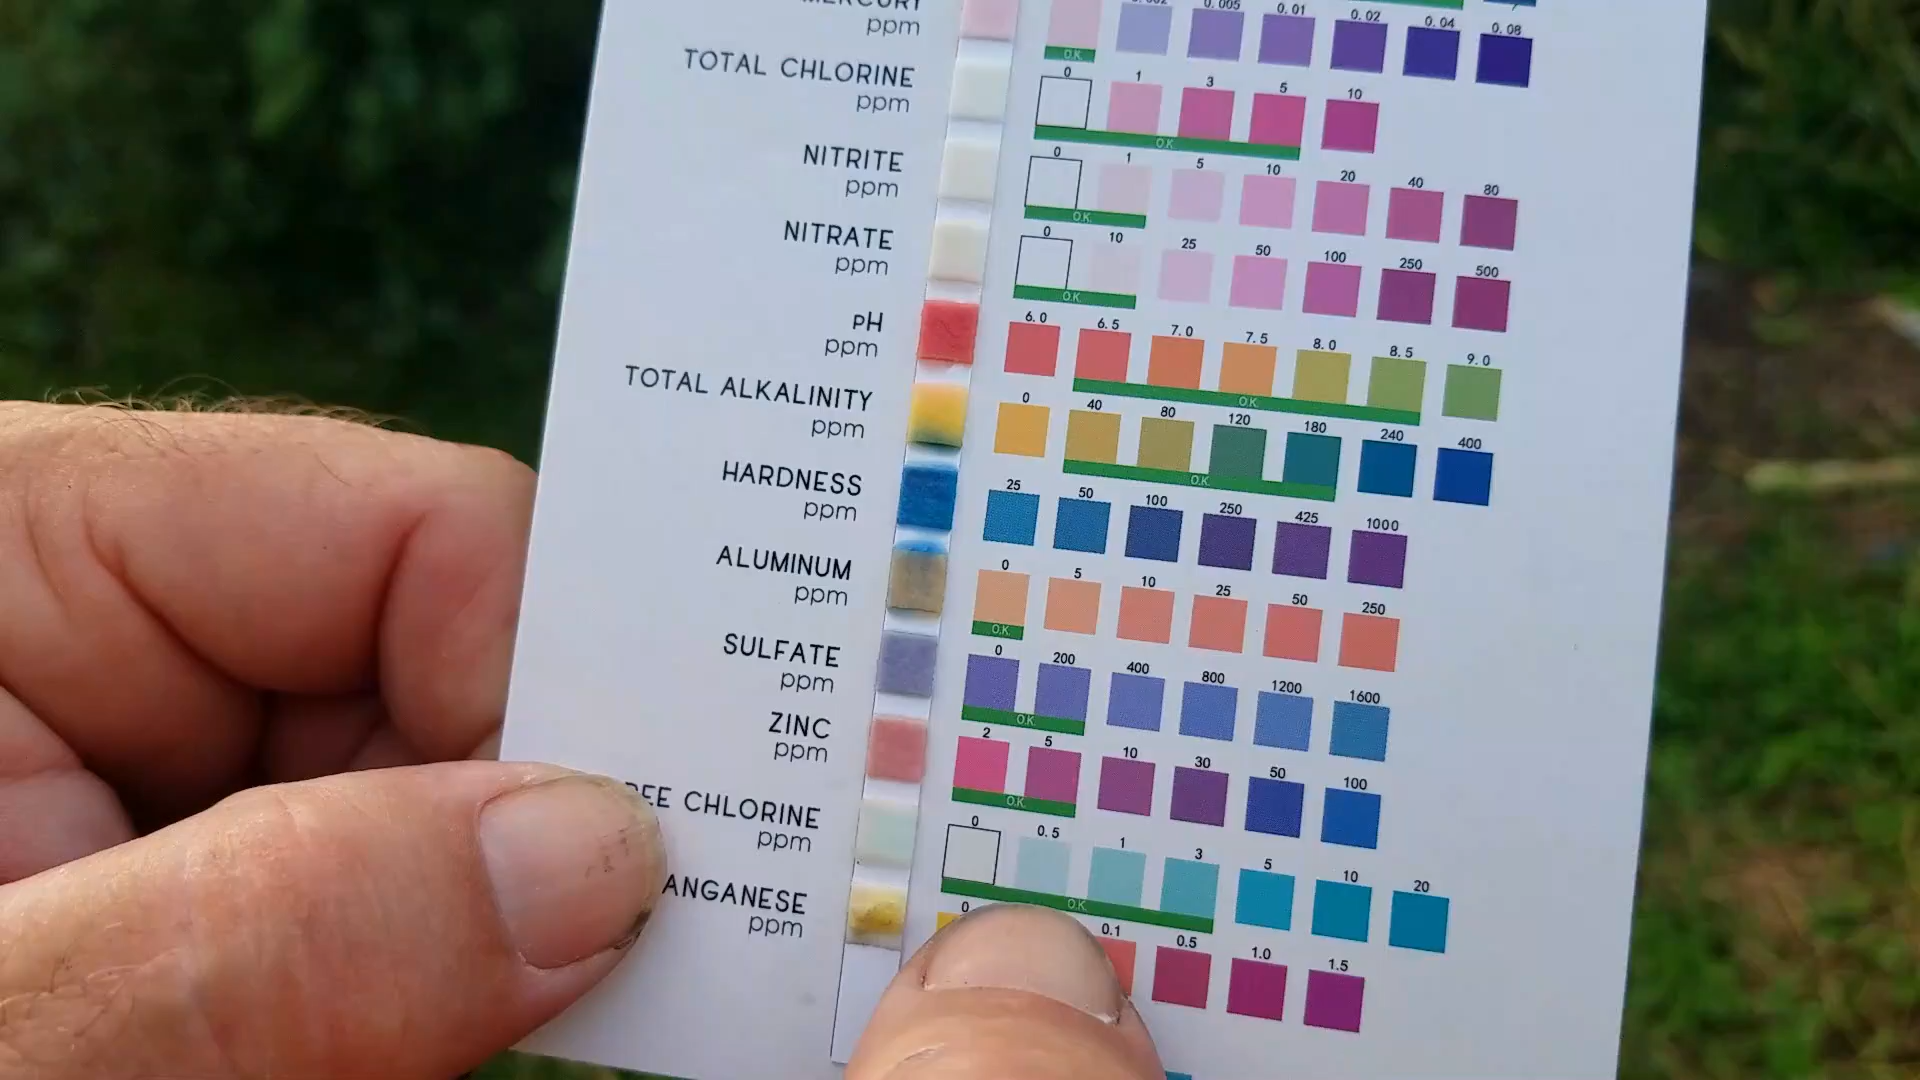 MERCURY
ppm
0.002 0.005 0.01 0.02 0.04 0.08
O.K.
TOTAL CHLORINE
ppm
0 1 3 5 10
O.K.
NITRITE
ppm
0 1 5 10 20 40 80
O.K.
NITRATE
ppm
0 10 25 50 100 250 500
O.K.
pH
ppm
6.0 6.5 7.0 7.5 8.0 8.5 9.0
O.K.
TOTAL ALKALINITY
ppm
0 40 80 120 180 240 400
O.K.
HARDNESS
ppm
25 50 100 250 425 1000
ALUMINUM
ppm
0 5 10 25 50 250
O.K.
SULFATE
ppm
0 200 400 800 1200 1600
O.K.
ZINC
ppm
2 5 10 30 50 100
O.K.
REE CHLORINE
ppm
0 0.5 1 3 5 10 20
O.K.
ANGANESE
ppm
0 0.1 0.5 1.0 1.5